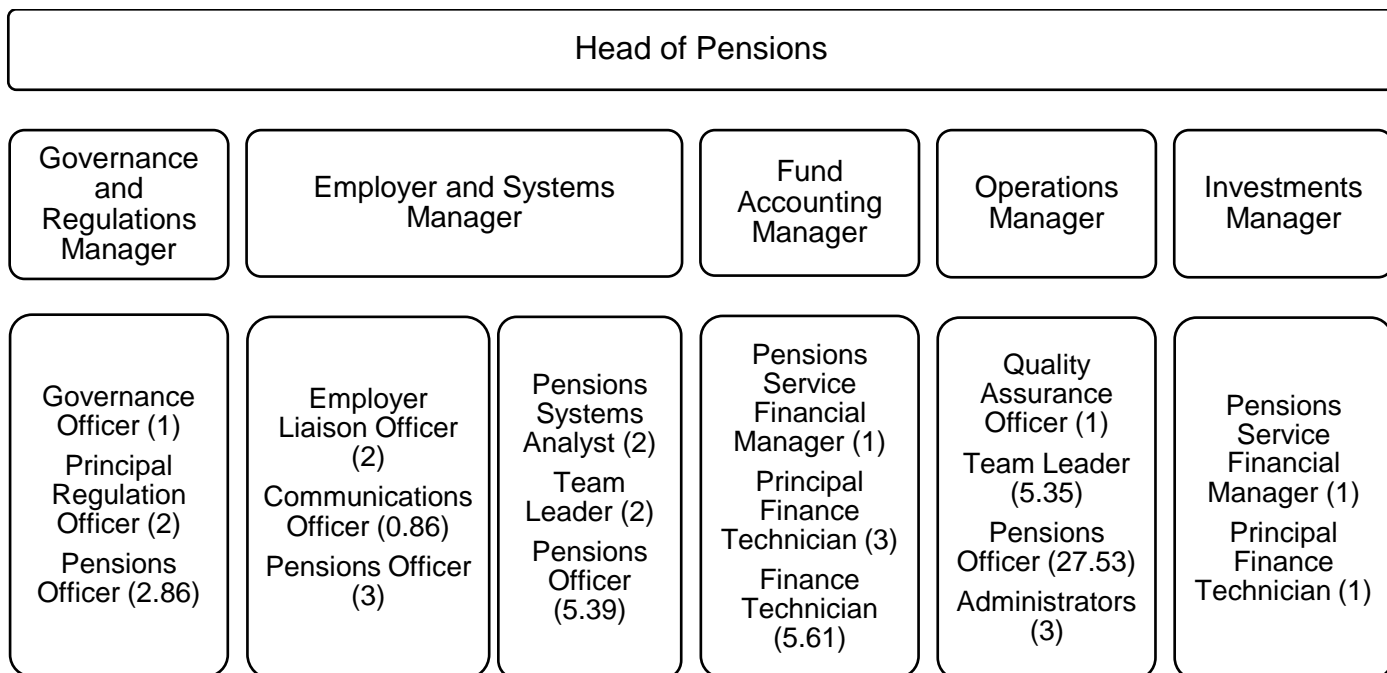 Head of Pensions
Governance
and
Regulations
Manager
Employer and Systems
Manager
Fund
Accounting
Manager
Operations
Manager
Investments
Manager
Governance
Officer (1)
Principal
Regulation
Officer (2)
Pensions
Officer (2.86)
Employer
Liaison Officer
(2)
Communications
Officer (0.86)
Pensions Officer
(3)
Pensions
Systems
Analyst (2)
Team
Leader (2)
Pensions
Officer
(5.39)
Pensions
Service
Financial
Manager (1)
Principal
Finance
Technician (3)
Finance
Technician
(5.61)
Quality
Assurance
Officer (1)
Team Leader
(5.35)
Pensions
Officer (27.53)
Administrators
(3)
Pensions
Service
Financial
Manager (1)
Principal
Finance
Technician (1)